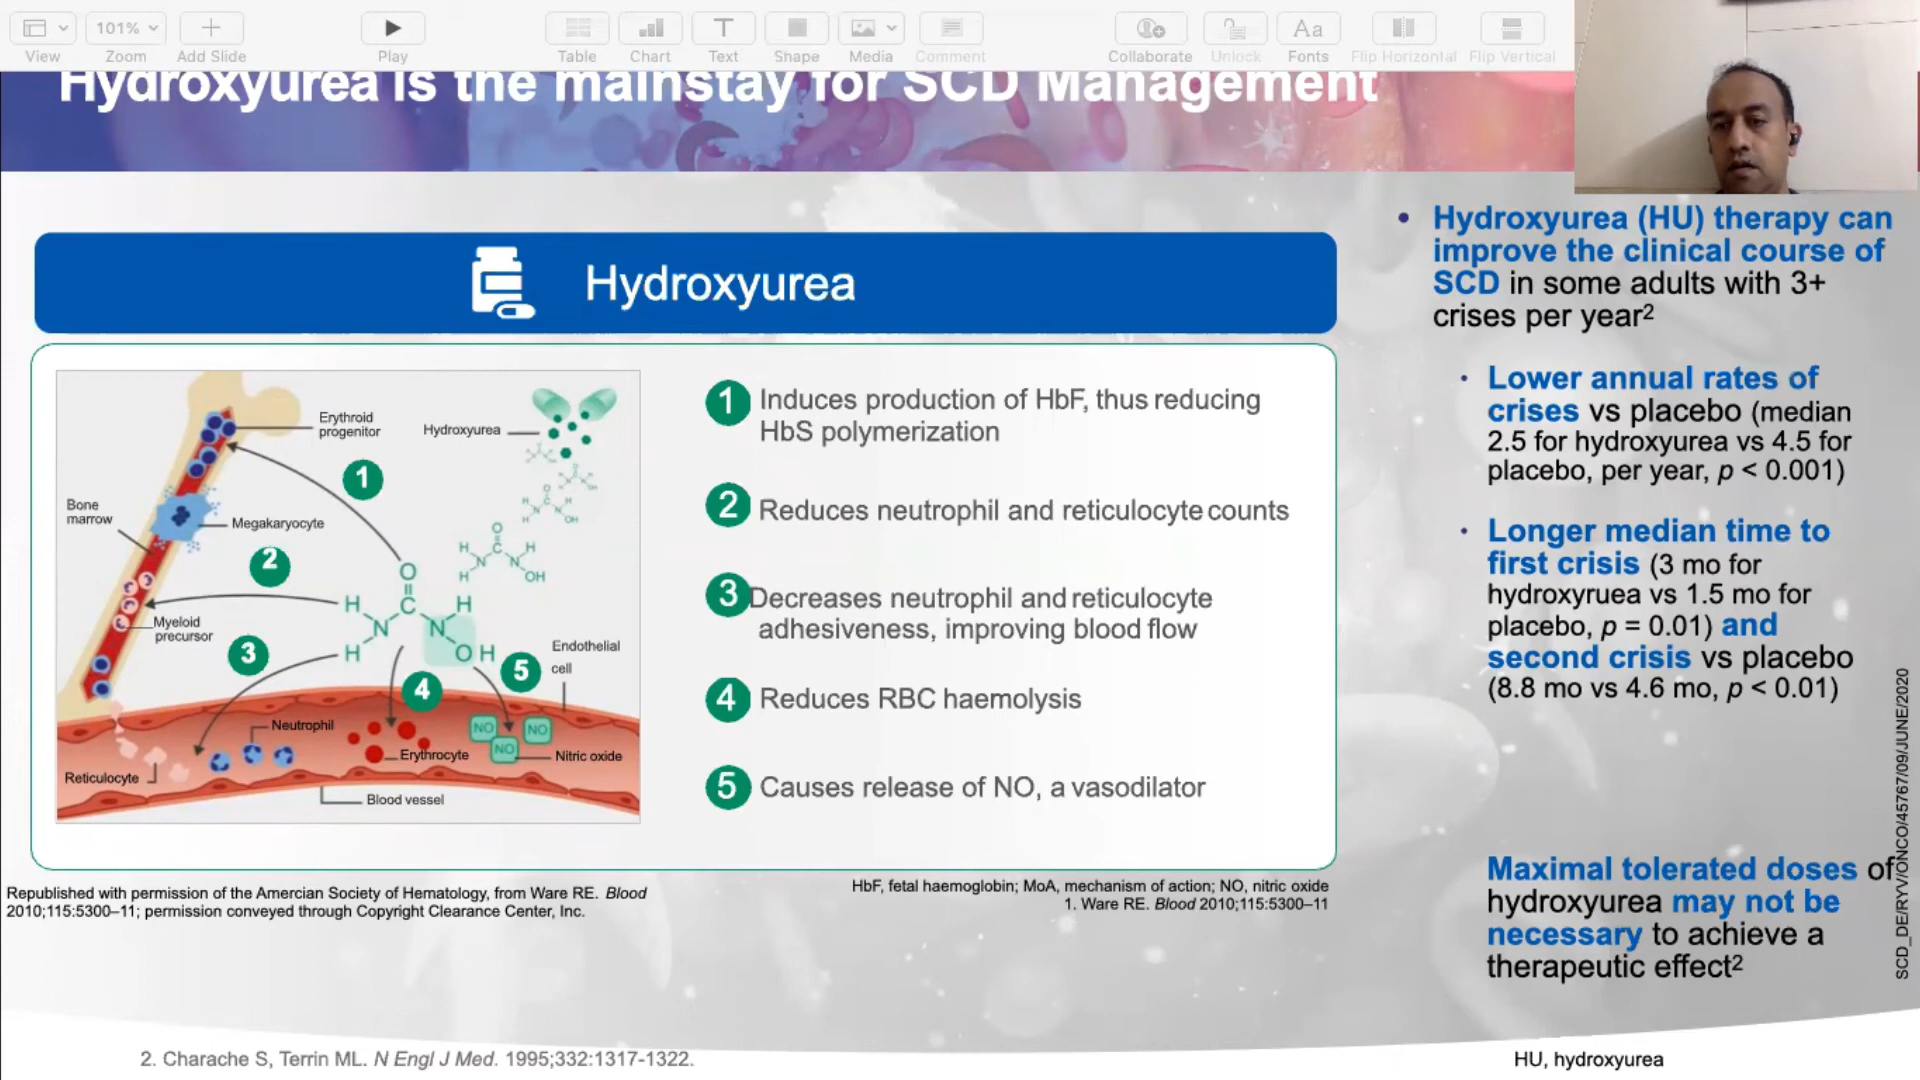 View
101%
Zoom
Add Slide
Play
Table
Chart
Text
Shape
Media
Comment
Collaborate
Unlock
Aa
Fonts
Flip Horizontal
Flip Vertical
Hydroxyurea is the mainstay for SCD Management
Hydroxyurea
Erythroid
progenitor
Hydroxyurea
1
Bone
marrow
Megakaryocyte
2
Myeloid
precursor
3
O
H
C
H
N
N
H
O H
O
H
C
H
N
N
H
OH
4
5
Endothelial
cell
Neutrophil
Reticulocyte
Erythrocyte
NO
NO
NO
Nitric oxide
Blood vessel
1 Induces production of HbF, thus reducing
HbS polymerization
2 Reduces neutrophil and reticulocyte counts
3 Decreases neutrophil and reticulocyte
adhesiveness, improving blood flow
4 Reduces RBC haemolysis
5 Causes release of NO, a vasodilator
Republished with permission of the Amercian Society of Hematology, from Ware RE. Blood
2010;115:5300–11; permission conveyed through Copyright Clearance Center, Inc.
HbF, fetal haemoglobin; MoA, mechanism of action; NO, nitric oxide
1. Ware RE. Blood 2010;115:5300–11
• Hydroxyurea (HU) therapy can
improve the clinical course of
SCD in some adults with 3+
crises per year2
· Lower annual rates of
crises vs placebo (median
2.5 for hydroxyurea vs 4.5 for
placebo, per year, p < 0.001)
· Longer median time to
first crisis (3 mo for
hydroxyruea vs 1.5 mo for
placebo, p = 0.01) and
second crisis vs placebo
(8.8 mo vs 4.6 mo, p < 0.01)
Maximal tolerated doses of
hydroxyurea may not be
necessary to achieve a
therapeutic effect2
SCD_DE/RYV/ONCO/45767/09/JUNE/2020
2. Charache S, Terrin ML. N Engl J Med. 1995;332:1317-1322.
HU, hydroxyurea